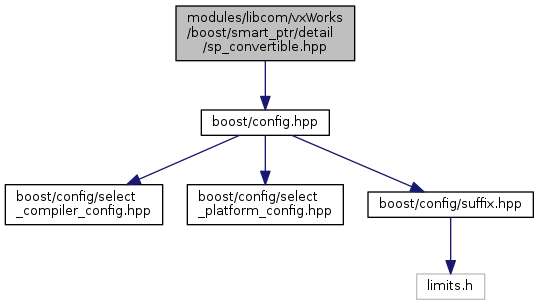 modules/libcom/vxWorks
/boost/smart_ptr/detail
/sp_convertible.hpp
boost/config.hpp
boost/config/select
_compiler_config.hpp
boost/config/select
_platform_config.hpp
boost/config/suffix.hpp
limits.h